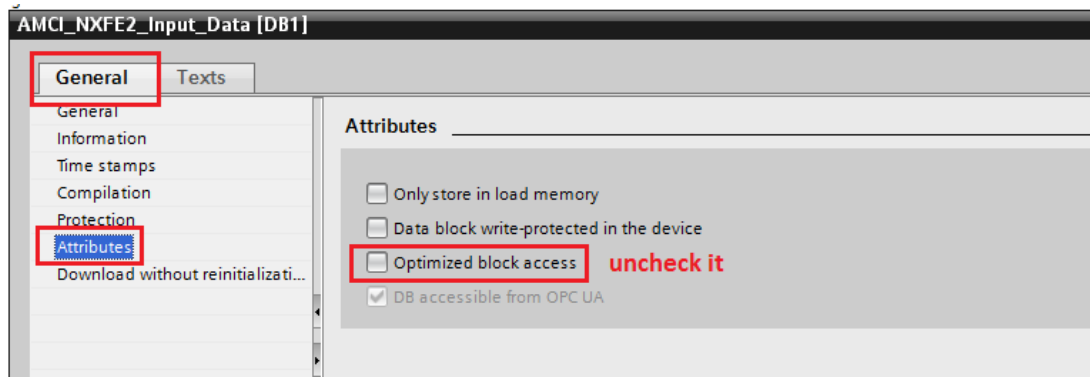 AMCI_NXFE2_Input_Data [DB1]
General Texts
General
Information
Time stamps
Compilation
Protection
Attributes
Download without reinitializati...
Attributes
Only store in load memory
Data block write-protected in the device
Optimized block access uncheck it
DB accessible from OPC UA